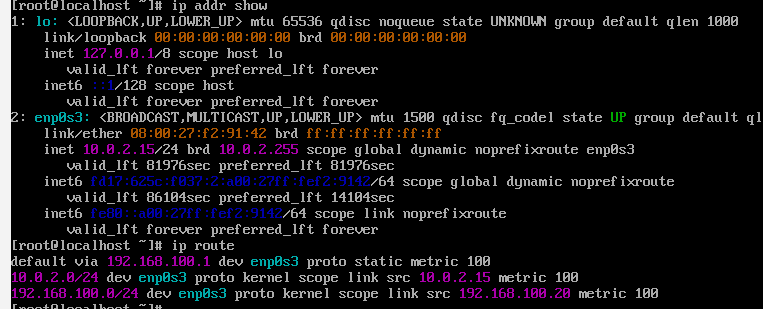 [root@localhost ~]# ip addr show
1: lo: <LOOPBACK,UP,LOWER_UP> mtu 65536 qdisc noqueue state UNKNOWN group default qlen 1000
link/loopback 00:00:00:00:00:00 brd 00:00:00:00:00:00
inet 127.0.0.1/8 scope host lo
valid_lft forever preferred_lft forever
inet6 ::1/128 scope host
valid_lft forever preferred_lft forever
2: enp0s3: <BROADCAST,MULTICAST,UP,LOWER_UP> mtu 1500 qdisc fq_codel state UP group default ql
link/ether 08:00:27:f2:91:42 brd ff:ff:ff:ff:ff:ff
inet 10.0.2.15/24 brd 10.0.2.255 scope global dynamic noprefixroute enp0s3
valid_lft 81976sec preferred_lft 81976sec
inet6 fd17:625c:f037:2:a00:27ff:fef2:9142/64 scope global dynamic noprefixroute
valid_lft 86104sec preferred_lft 14104sec
inet6 fe80::a00:27ff:fef2:9142/64 scope link noprefixroute
valid_lft forever preferred_lft forever
[root@localhost ~]# ip route
default via 192.168.100.1 dev enp0s3 proto static metric 100
10.0.2.0/24 dev enp0s3 proto kernel scope link src 10.0.2.15 metric 100
192.168.100.0/24 dev enp0s3 proto kernel scope link src 192.168.100.20 metric 100
[root@localhost ~]#